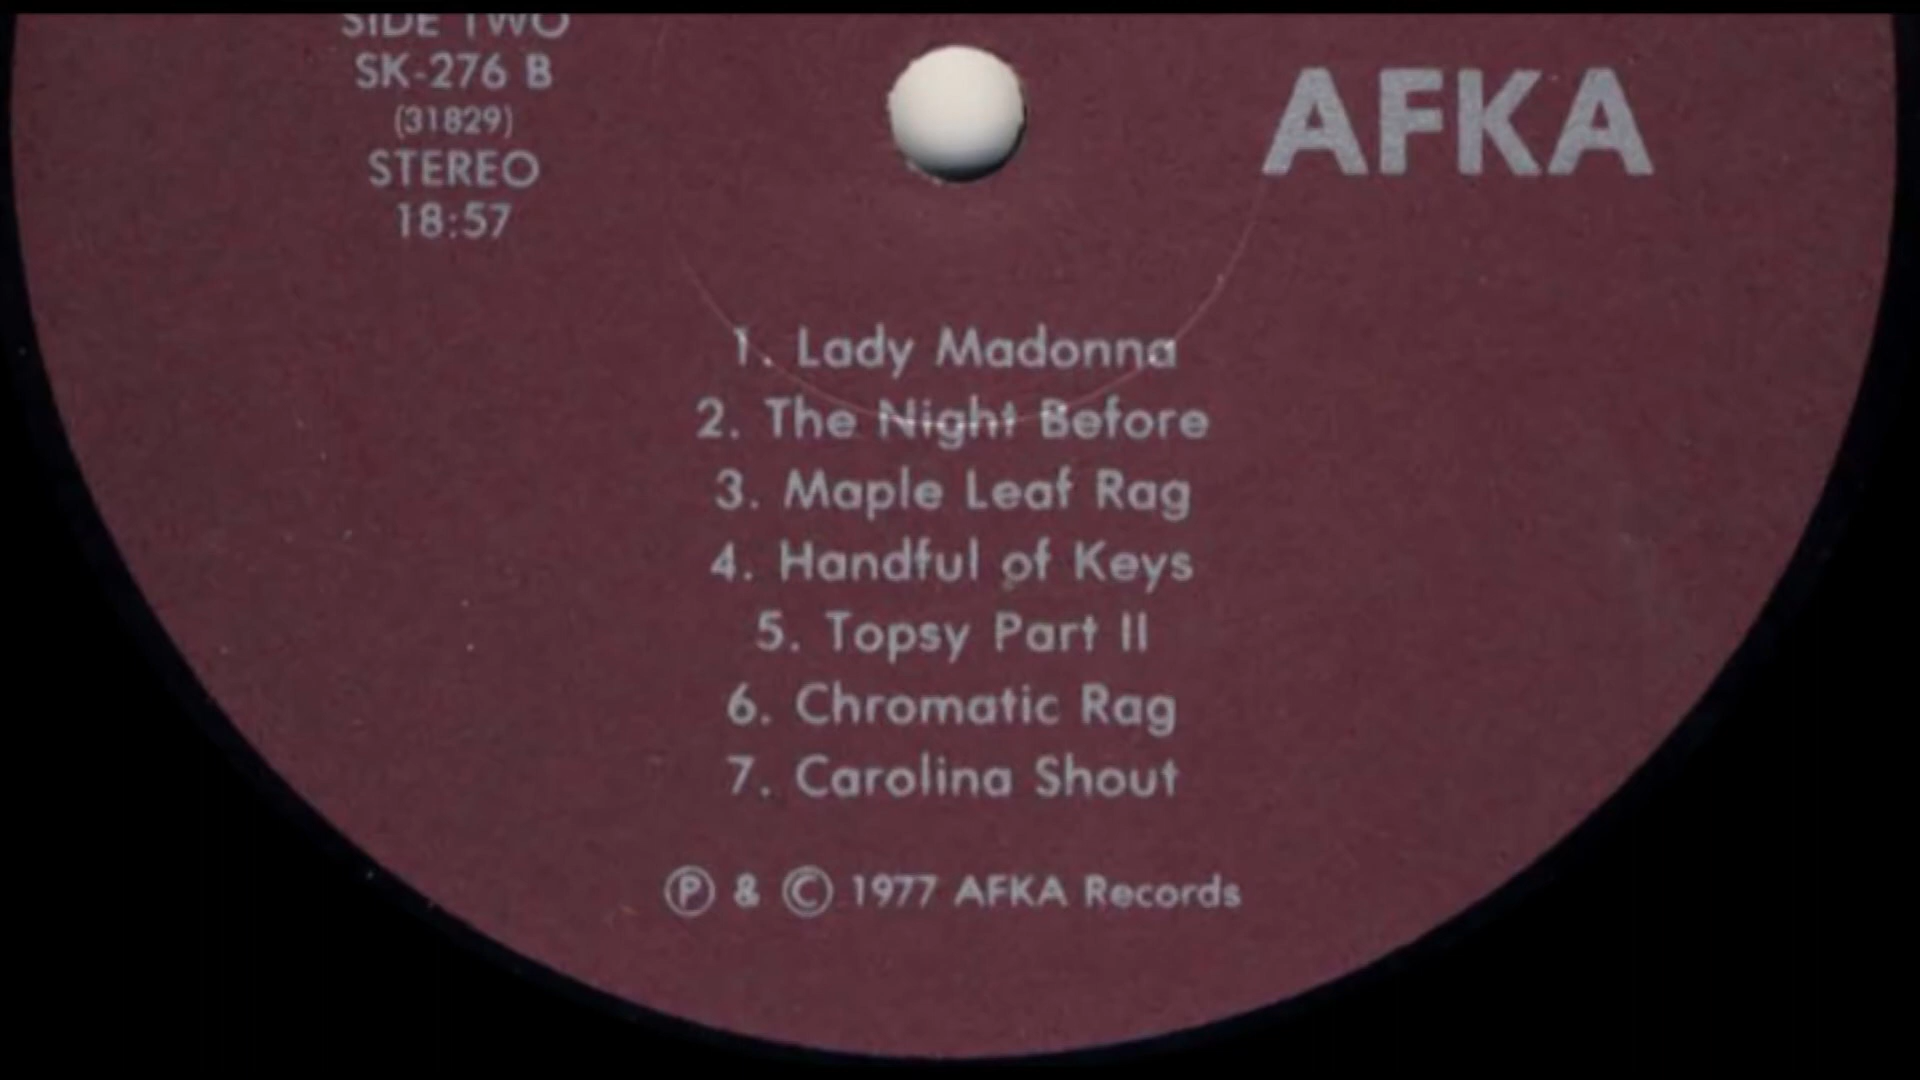 SIDE TWO
SK-276 B
(31829)
STEREO
18:57
AFKA
1. Lady Madonna
2. The Night Before
3. Maple Leaf Rag
4. Handful of Keys
5. Topsy Part II
6. Chromatic Rag
7. Carolina Shout
Ⓟ & © 1977 AFKA Records